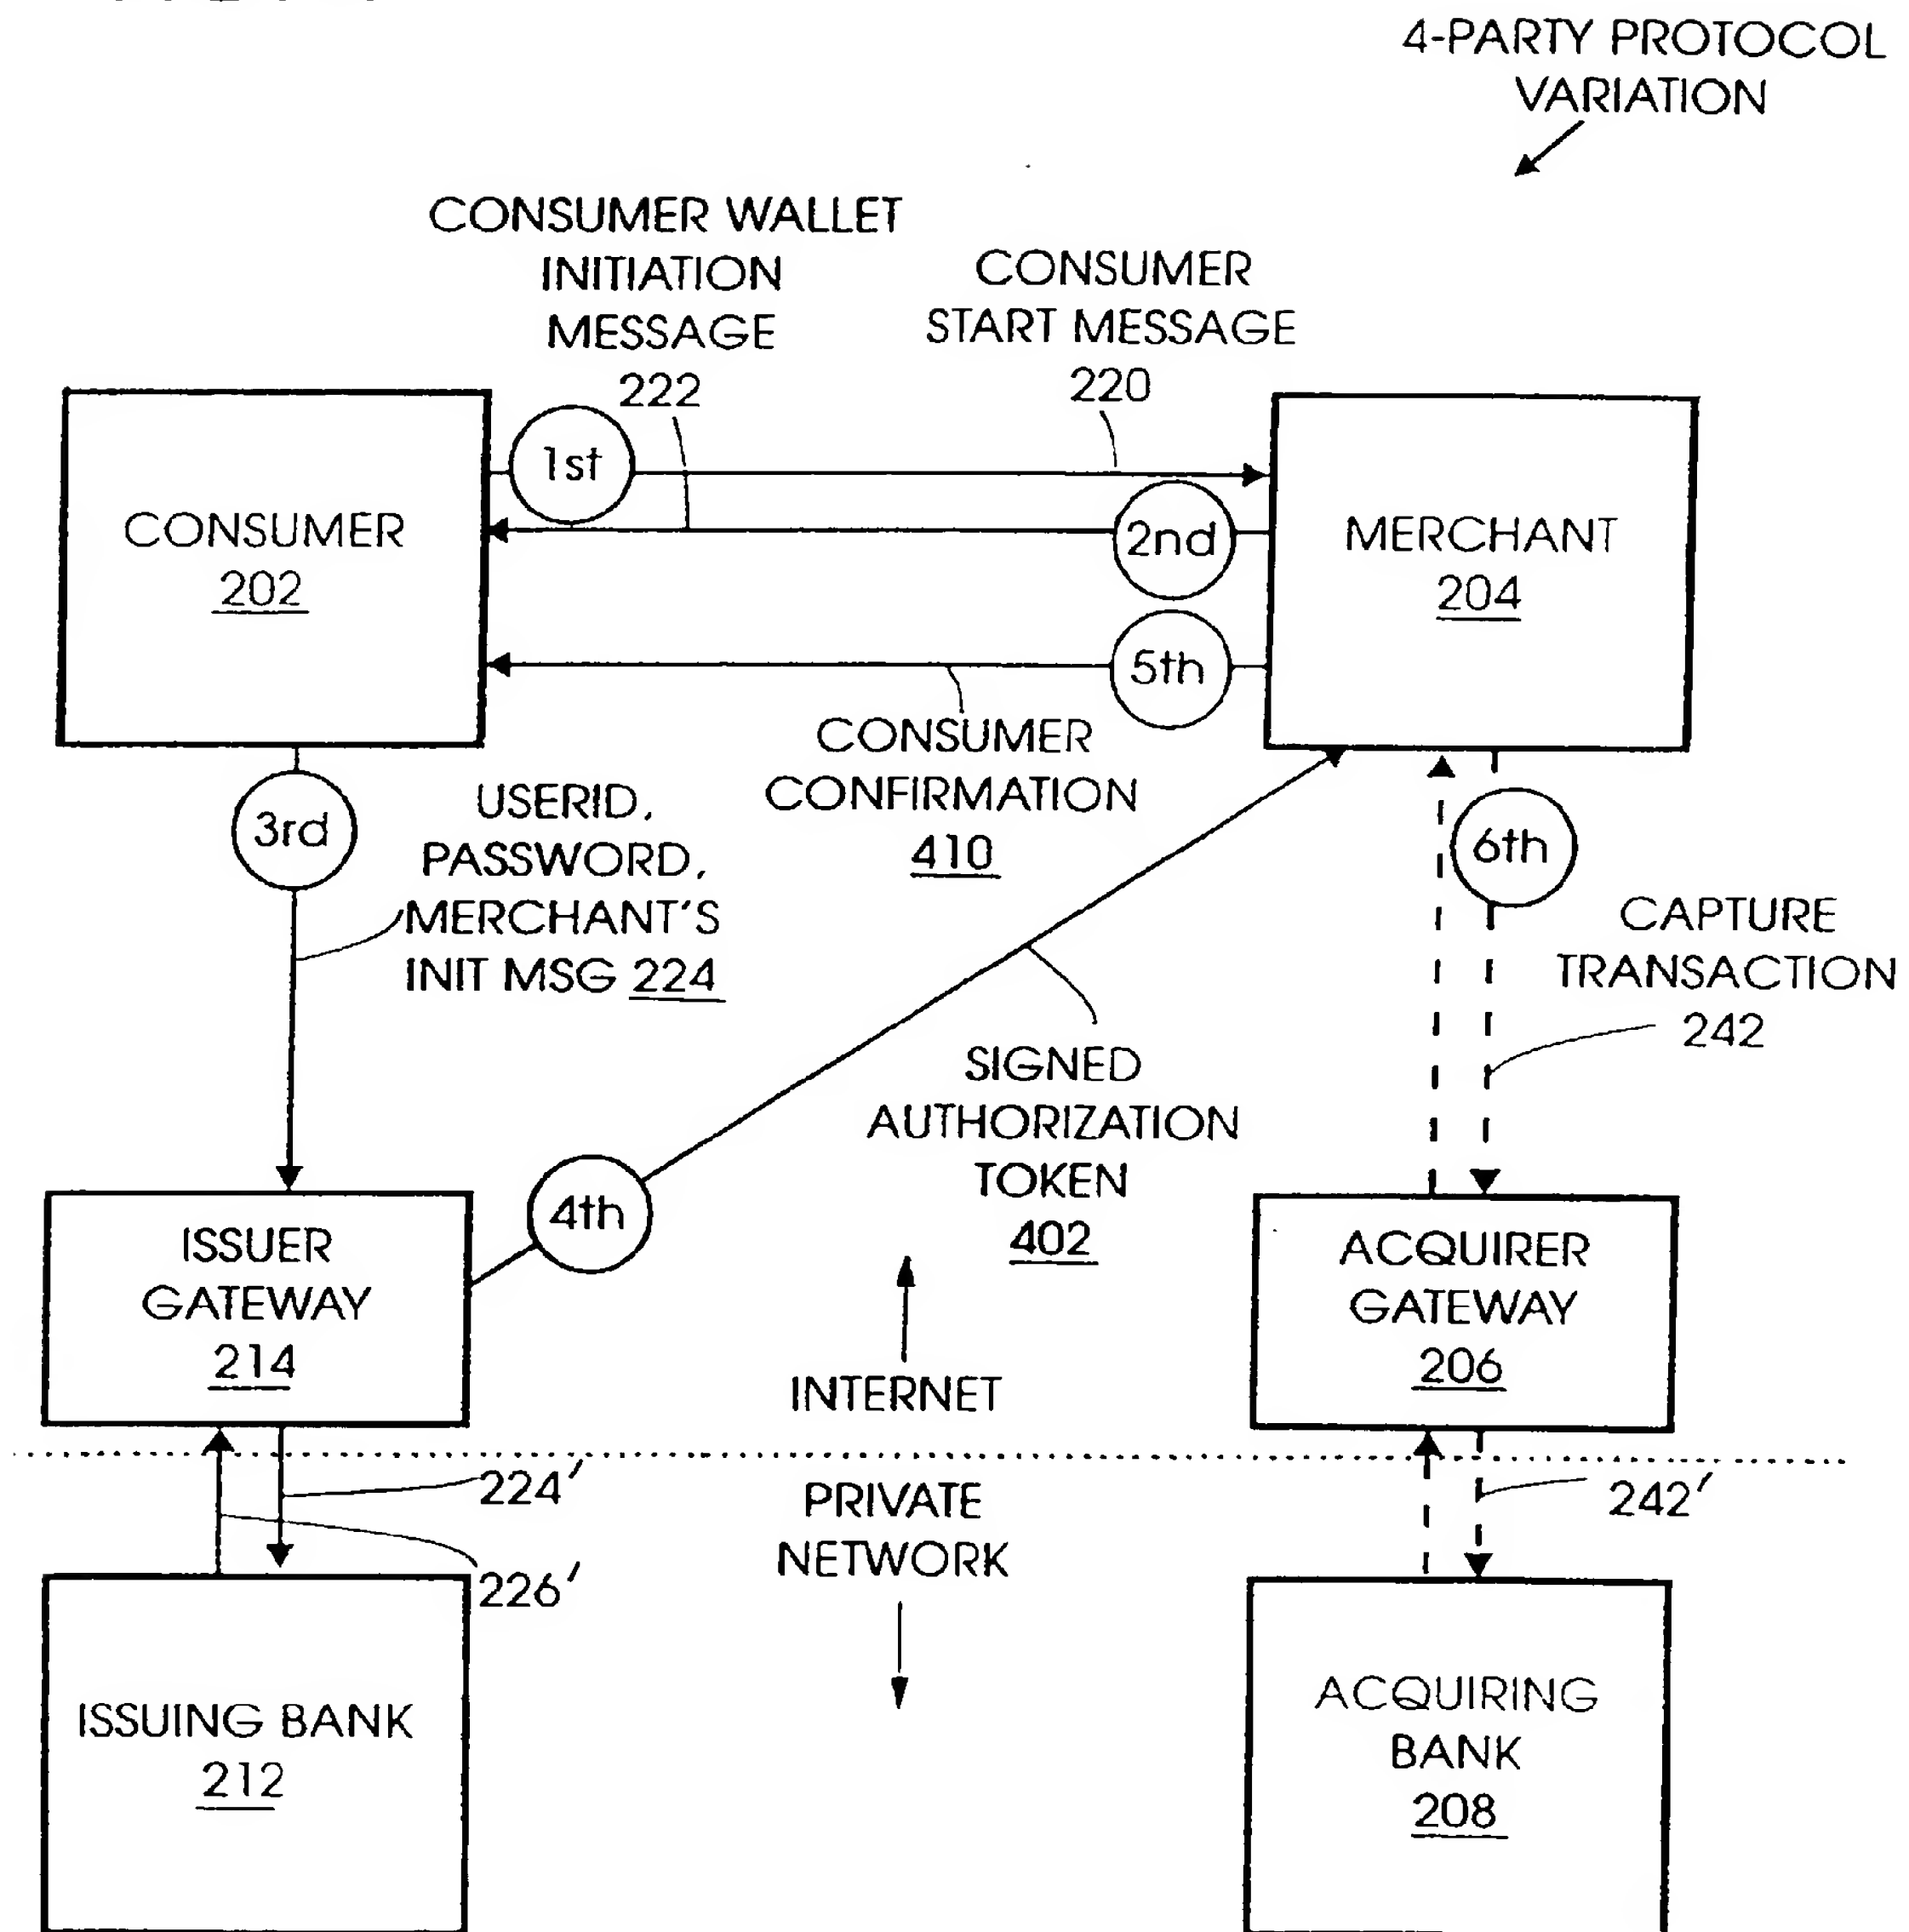 4-PARTY PROTOCOL
VARIATION
CONSUMER WALLET
INITIATION
MESSAGE
222
CONSUMER
START MESSAGE
220
1st
CONSUMER
202
2nd
MERCHANT
204
5th
CONSUMER
CONFIRMATION
410
3rd
USERID,
PASSWORD,
MERCHANT'S
INIT MSG 224
6th
CAPTURE
TRANSACTION
242
SIGNED
AUTHORIZATION
TOKEN
402
4th
ISSUER
GATEWAY
214
ACQUIRER
GATEWAY
206
INTERNET
224'
PRIVATE
NETWORK
242'
226'
ISSUING BANK
212
ACQUIRING
BANK
208